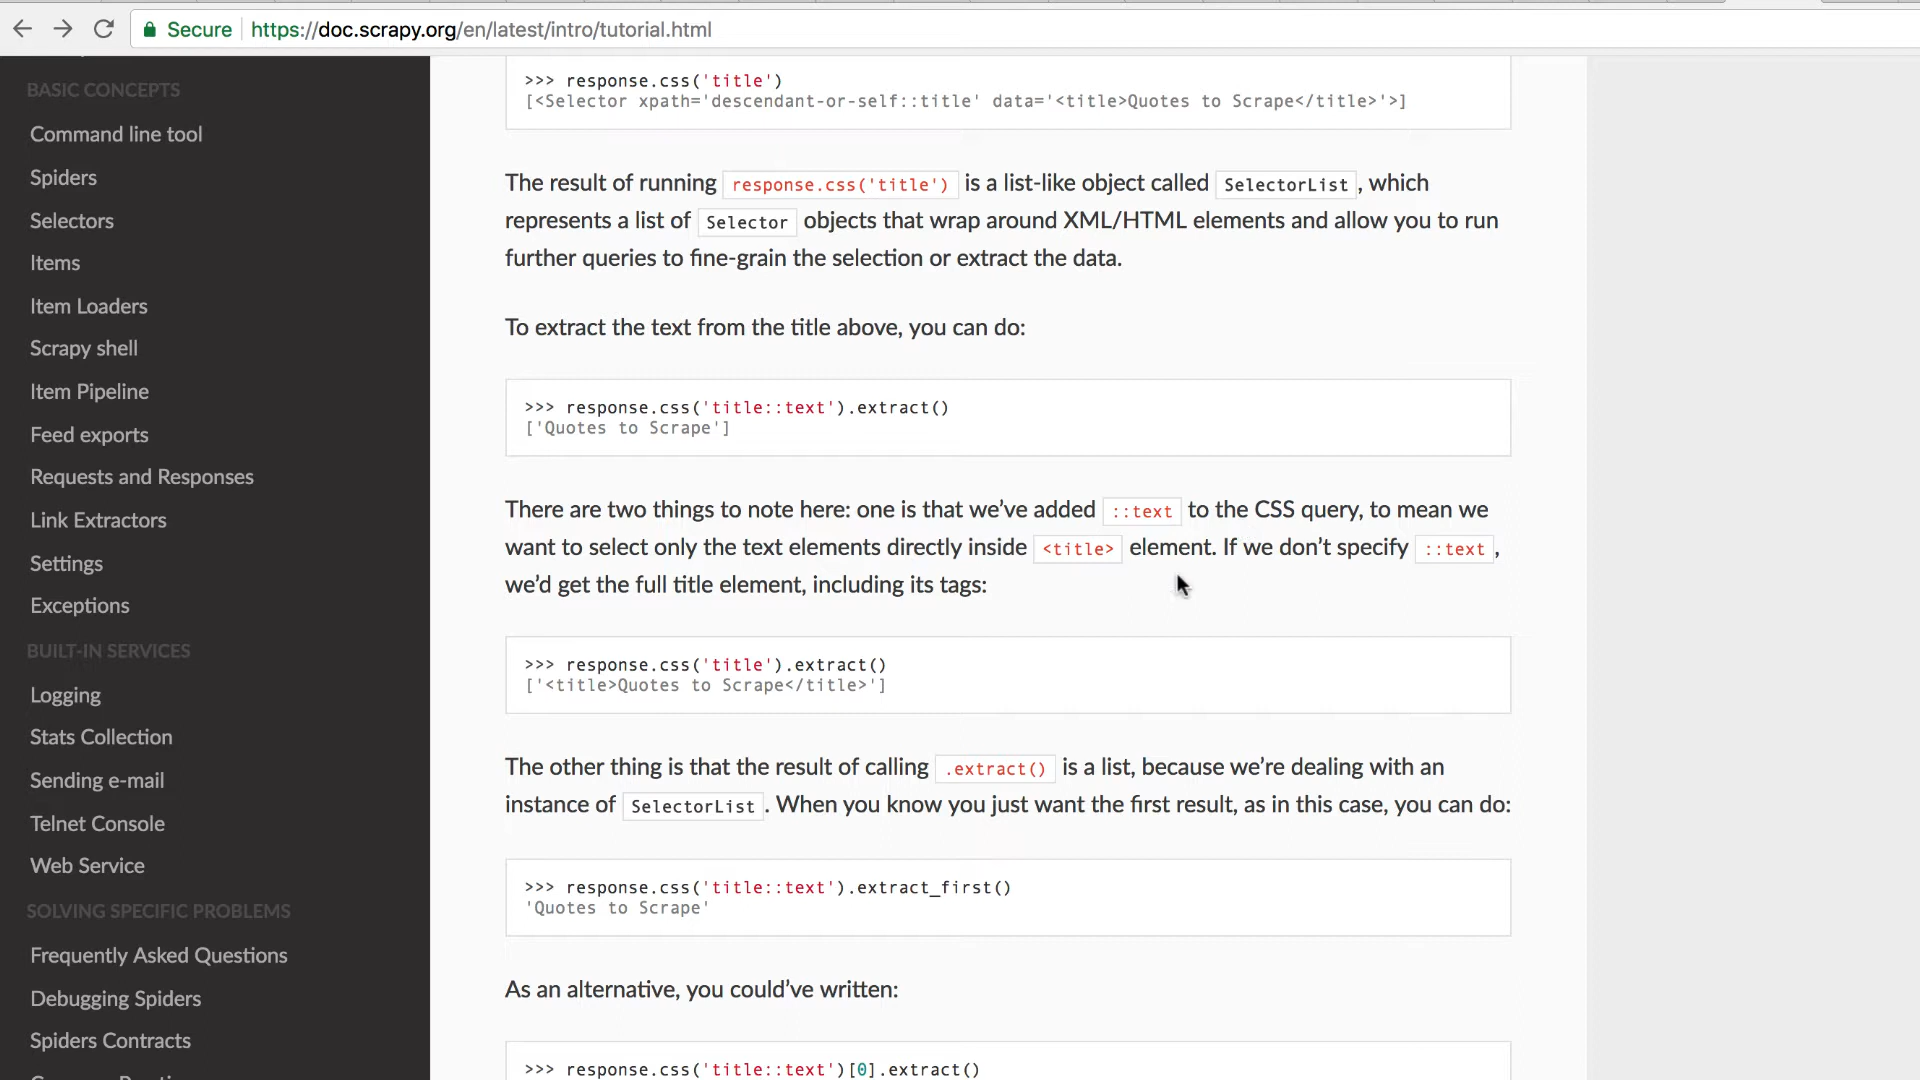 Secure https://doc.scrapy.org/en/latest/intro/tutorial.html
BASIC CONCEPTS
Command line tool
Spiders
Selectors
Items
Item Loaders
Scrapy shell
Item Pipeline
Feed exports
Requests and Responses
Link Extractors
Settings
Exceptions
BUILT-IN SERVICES
Logging
Stats Collection
Sending e-mail
Telnet Console
Web Service
SOLVING SPECIFIC PROBLEMS
Frequently Asked Questions
Debugging Spiders
Spiders Contracts
>>> response.css('title')
[<Selector xpath='descendant-or-self::title' data='<title>Quotes to Scrape</title>'>]
The result of running response.css('title') is a list-like object called SelectorList, which
represents a list of Selector objects that wrap around XML/HTML elements and allow you to run
further queries to fine-grain the selection or extract the data.
To extract the text from the title above, you can do:
>>> response.css('title::text').extract()
['Quotes to Scrape']
There are two things to note here: one is that we’ve added ::text to the CSS query, to mean we
want to select only the text elements directly inside <title> element. If we don’t specify ::text,
we’d get the full title element, including its tags:
>>> response.css('title').extract()
['<title>Quotes to Scrape</title>']
The other thing is that the result of calling .extract() is a list, because we’re dealing with an
instance of SelectorList. When you know you just want the first result, as in this case, you can do:
>>> response.css('title::text').extract_first()
'Quotes to Scrape'
As an alternative, you could’ve written:
>>> response.css('title::text')[0].extract()